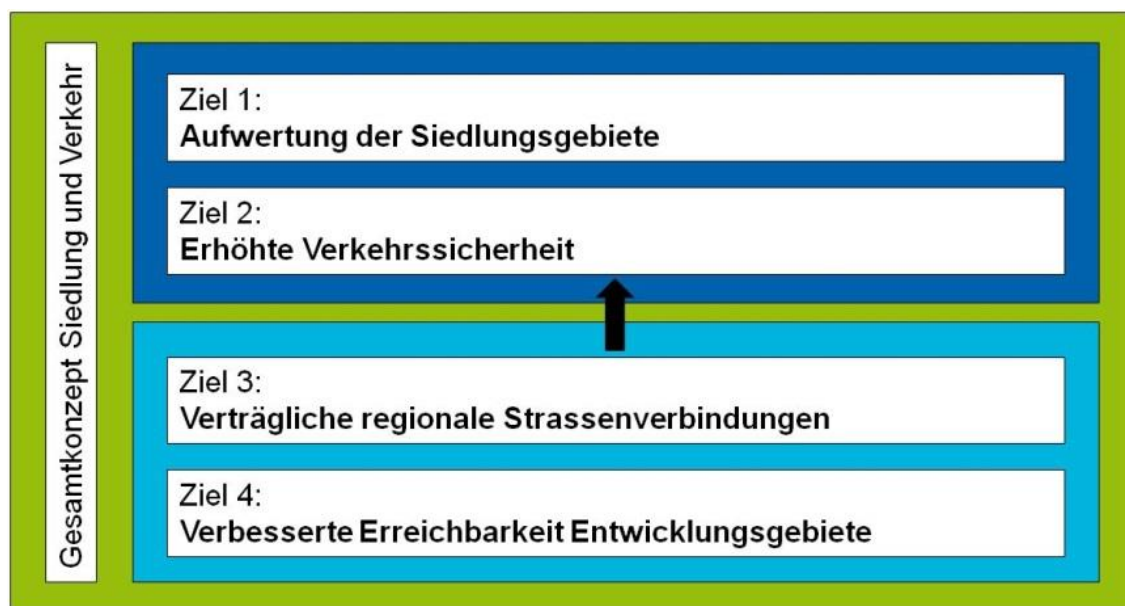 Gesamtkonzept Siedlung und Verkehr
Ziel 1:
Aufwertung der Siedlungsgebiete
Ziel 2:
Erhöhte Verkehrssicherheit
Ziel 3:
Verträgliche regionale Strassenverbindungen
Ziel 4:
Verbesserte Erreichbarkeit Entwicklungsgebiete